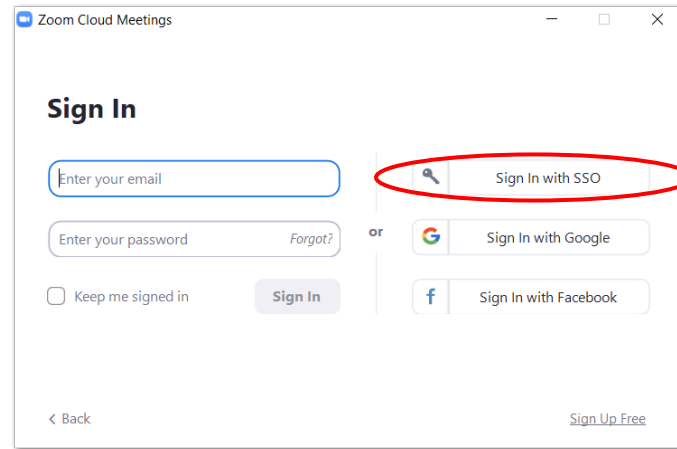 Zoom Cloud Meetings
Sign In
Enter your email
Enter your password Forgot?
Keep me signed in Sign In
or
Sign In with SSO
Sign In with Google
Sign In with Facebook
Back
Sign Up Free